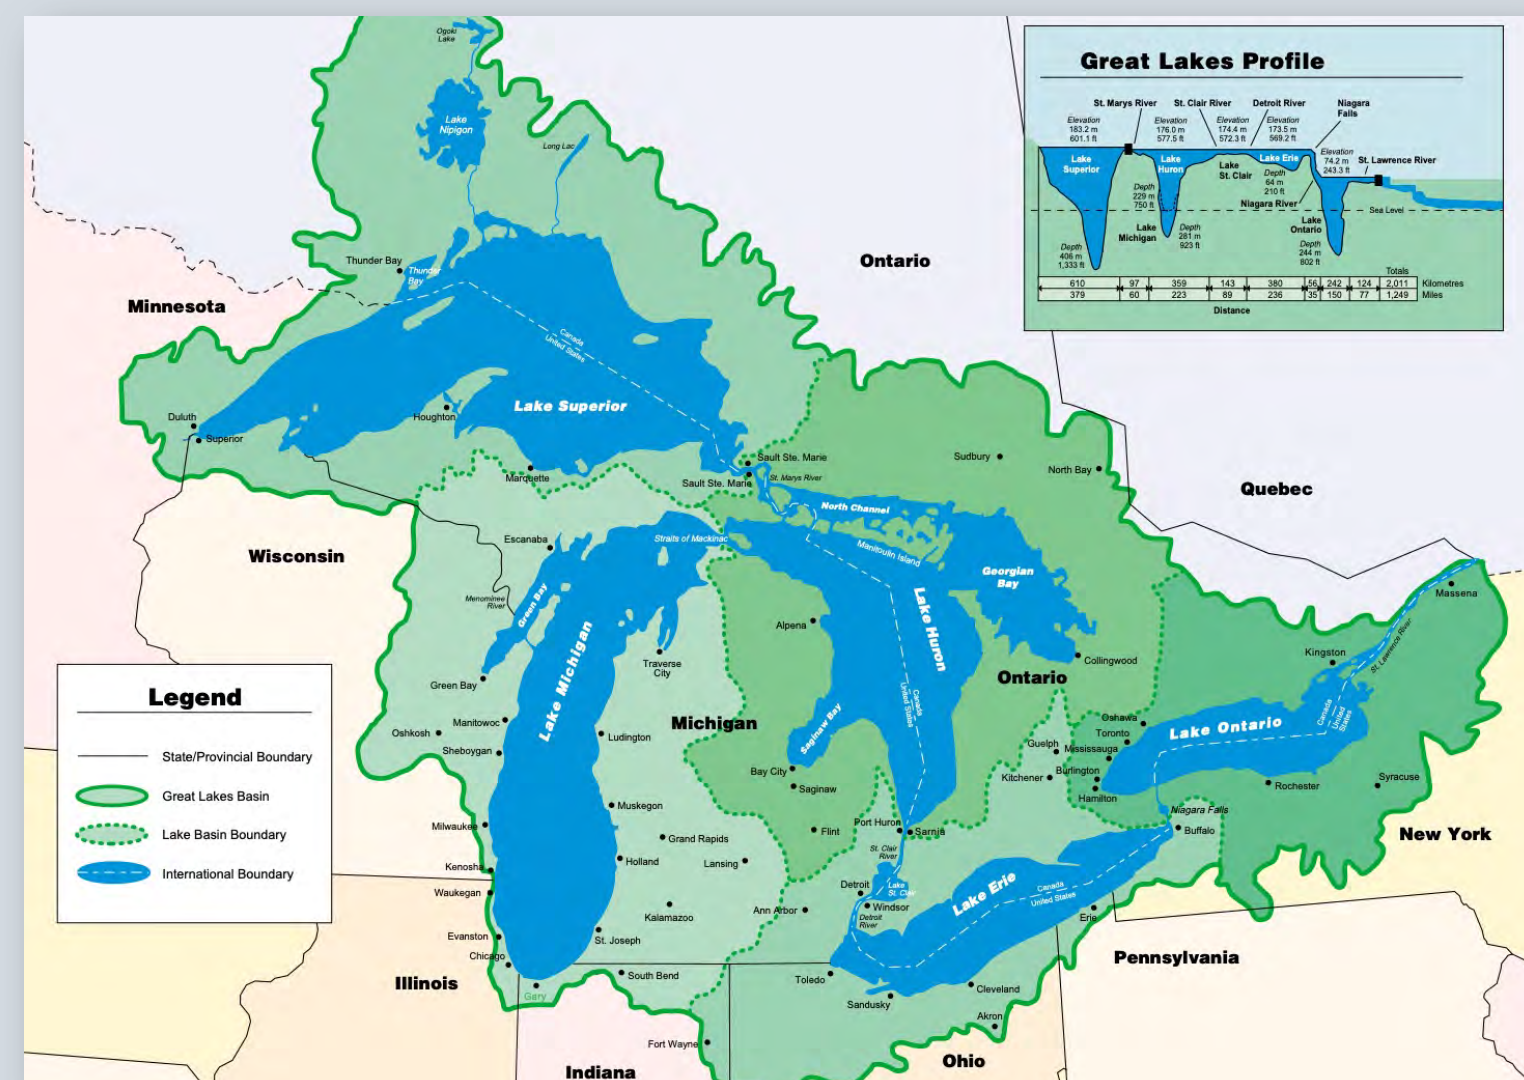 Ogoki
Lake
Lake
Nipigon
Long Lac
Thunder Bay
Thunder
Bay
Minnesota
Ontario
Canada
United States
Duluth
Superior
Houghton
Lake Superior
Marquette
Sault Ste. Marie
Sault Ste. Marie
St. Marys River
Sudbury
North Bay
Quebec
North Channel
Manitoulin Island
Georgian
Bay
Wisconsin
Escanaba
Straits of Mackinac
Menominee
River
Green Bay
Lake Michigan
Lake Huron
Alpena
Traverse
City
Collingwood
Ontario
Green Bay
Manitowoc
Oshkosh
Sheboygan
Ludington
Michigan
Saginaw Bay
Canada
United States
Bay City
Saginaw
Muskegon
Milwaukee
Grand Rapids
Flint
Port Huron
Sarnia
Kenosha
Holland
Lansing
St. Clair
River
Waukegan
Detroit
Lake
St. Clair
Windsor
Detroit
River
Kalamazoo
Ann Arbor
Evanston
Chicago
St. Joseph
Illinois
Gary
South Bend
Toledo
Sandusky
Cleveland
Akron
Fort Wayne
Indiana
Ohio
Lake Erie
Canada
United States
Erie
Pennsylvania
Guelph
Kitchener
Oshawa
Toronto
Mississauga
Burlington
Hamilton
Lake Ontario
Canada
United
States
Niagara Falls
Buffalo
Rochester
Syracuse
New York
Kingston
St. Lawrence River
Massena
Legend
State/Provincial Boundary
Great Lakes Basin
Lake Basin Boundary
International Boundary
Great Lakes Profile
St. Marys River
St. Clair River
Detroit River
Niagara
Falls
Elevation
183.2 m
601.1 ft
Elevation
176.0 m
577.5 ft
Elevation
174.4 m
572.3 ft
Elevation
173.5 m
569.2 ft
Elevation
74.2 m
243.3 ft
St. Lawrence River
Lake
Superior
Lake
Huron
Lake
St. Clair
Lake Erie
Depth
64 m
210 ft
Depth
229 m
750 ft
Niagara River
Sea Level
Lake
Michigan
Depth
281 m
923 ft
Lake
Ontario
Depth
406 m
1,333 ft
Depth
244 m
802 ft
Totals
610 97 359 143 380 56 242 124 2,011 Kilometres
379 60 223 89 236 35 150 77 1,249 Miles
Distance